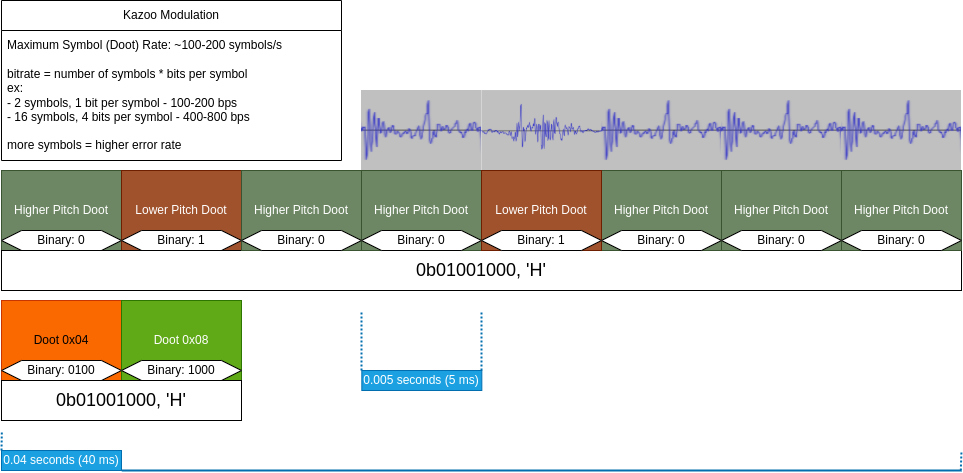 Kazoo Modulation
Maximum Symbol (Doot) Rate: ~100-200 symbols/s
bitrate = number of symbols * bits per symbol
ex:
- 2 symbols, 1 bit per symbol - 100-200 bps
- 16 symbols, 4 bits per symbol - 400-800 bps
more symbols = higher error rate
Higher Pitch Doot Lower Pitch Doot Higher Pitch Doot Higher Pitch Doot Lower Pitch Doot Higher Pitch Doot Higher Pitch Doot Higher Pitch Doot
Binary: 0 Binary: 1 Binary: 0 Binary: 0 Binary: 1 Binary: 0 Binary: 0 Binary: 0
0b01001000, 'H'
Doot 0x04 Doot 0x08
Binary: 0100 Binary: 1000
0.005 seconds (5 ms)
0b01001000, 'H'
0.04 seconds (40 ms)